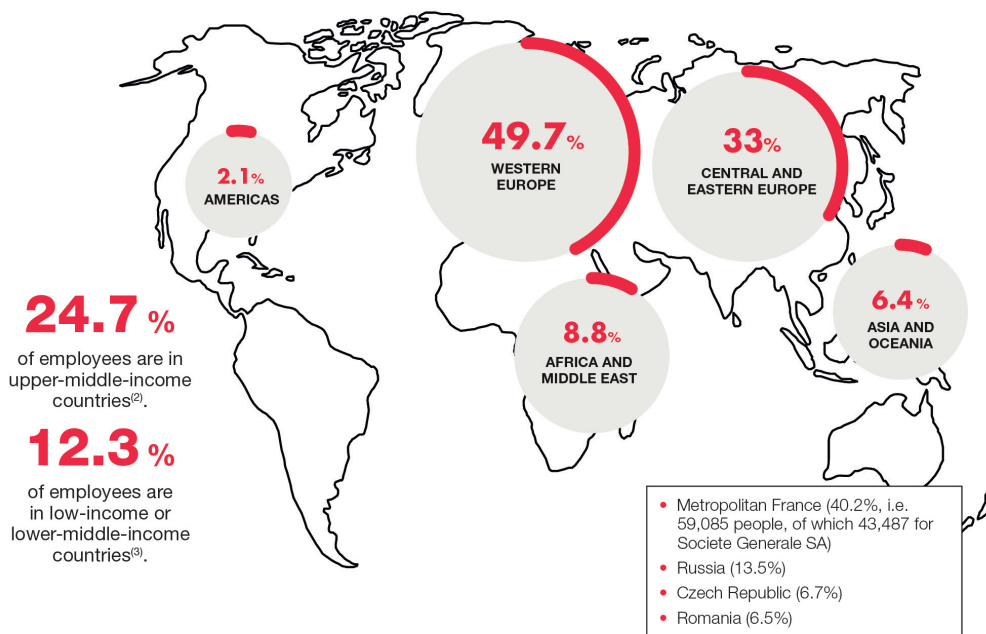 2.1%
AMERICAS
49.7%
WESTERN
EUROPE
33%
CENTRAL AND
EASTERN EUROPE
8.8%
AFRICA AND
MIDDLE EAST
6.4%
ASIA AND
OCEANIA
24.7 %
of employees are in
upper-middle-income
countries(2).
12.3 %
of employees are
in low-income or
lower-middle-income
countries(3).
• Metropolitan France (40.2%, i.e.
59,085 people, of which 43,487 for
Societe Generale SA)
• Russia (13.5%)
• Czech Republic (6.7%)
• Romania (6.5%)